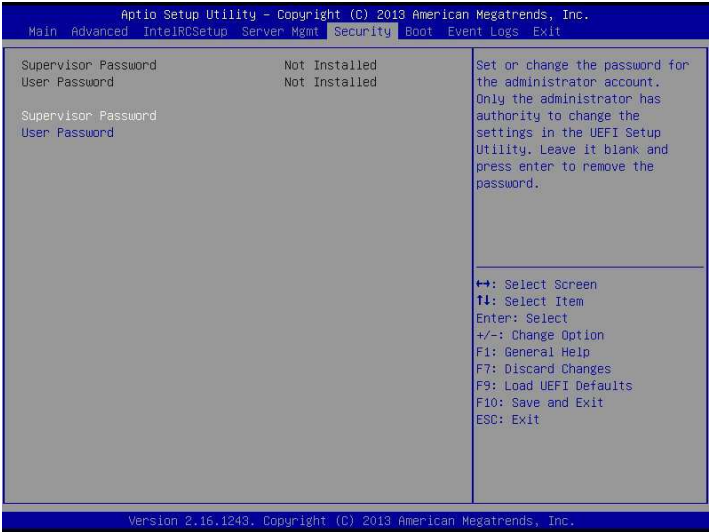 Aptio Setup Utility – Copyright (C) 2013 American Megatrends, Inc.
Main Advanced IntelRCSetup Server Mgmt Security Boot Event Logs Exit
Supervisor Password Not Installed
User Password Not Installed
Supervisor Password
User Password
Set or change the password for
the administrator account.
Only the administrator has
authority to change the
settings in the UEFI Setup
Utility. Leave it blank and
press enter to remove the
password.
↔: Select Screen
↑↓: Select Item
Enter: Select
+/-: Change Option
F1: General Help
F7: Discard Changes
F9: Load UEFI Defaults
F10: Save and Exit
ESC: Exit
Version 2.16.1243. Copyright (C) 2013 American Megatrends, Inc.